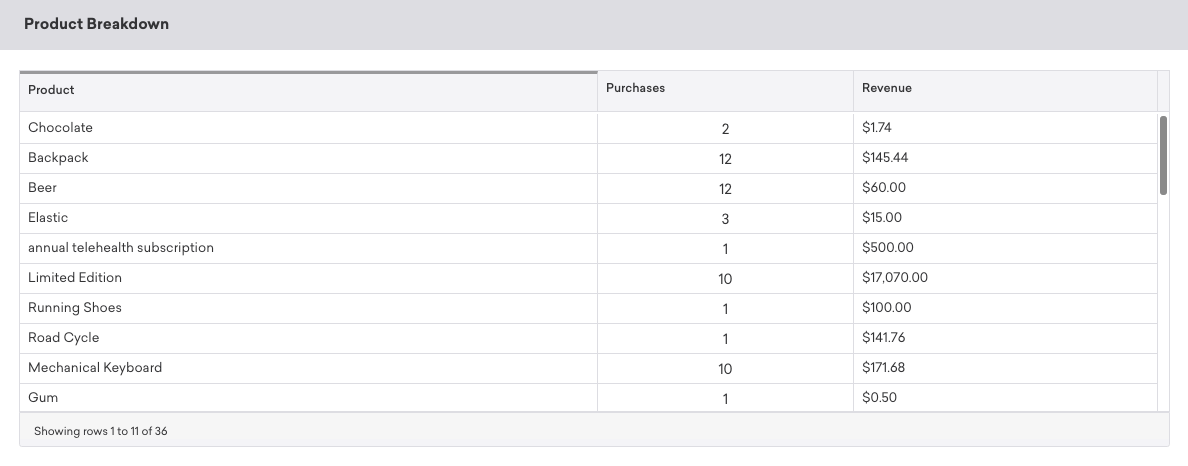 Product Breakdown
Product Purchases Revenue
Chocolate 2 $1.74
Backpack 12 $145.44
Beer 12 $60.00
Elastic 3 $15.00
annual telehealth subscription 1 $500.00
Limited Edition 10 $17,070.00
Running Shoes 1 $100.00
Road Cycle 1 $141.76
Mechanical Keyboard 10 $171.68
Gum 1 $0.50
Showing rows 1 to 11 of 36